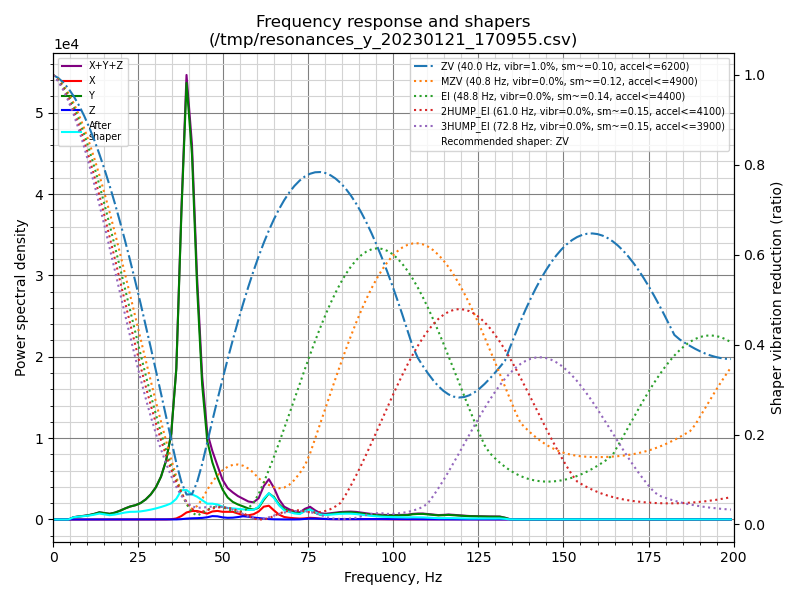 Frequency response and shapers
(/tmp/resonances_y_20230121_170955.csv)
1e4
X+Y+Z
X
Y
Z
After
shaper
ZV (40.0 Hz, vibr=1.0%, sm~=0.10, accel<=6200)
MZV (40.8 Hz, vibr=0.0%, sm~=0.12, accel<=4900)
EI (48.8 Hz, vibr=0.0%, sm~=0.14, accel<=4400)
2HUMP_EI (61.0 Hz, vibr=0.0%, sm~=0.15, accel<=4100)
3HUMP_EI (72.8 Hz, vibr=0.0%, sm~=0.15, accel<=3900)
Recommended shaper: ZV
Power spectral density
5
4
3
2
1
0
1.0
0.8
0.6
0.4
0.2
0.0
Shaper vibration reduction (ratio)
0 25 50 75 100 125 150 175 200
Frequency, Hz